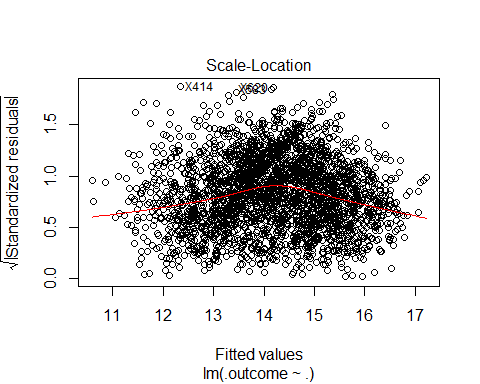 Scale-Location
√|Standardized residuals|
0.0 0.5 1.0 1.5
X414
11 12 13 14 15 16 17
Fitted values
lm(.outcome ~ .)